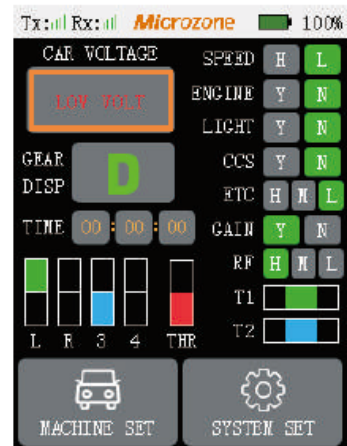 Tx: Rx: Microzone 100%
CAR VOLTAGE
LOW VOLT
GEAR DISP D
TIME 00:00:00
L R 3 4 THR
SPEED H L
ENGINE Y N
LIGHT Y N
CCS Y N
ETC H M L
GAIN Y N
RF H M L
T1
T2
MACHINE SET
SYSTEM SET